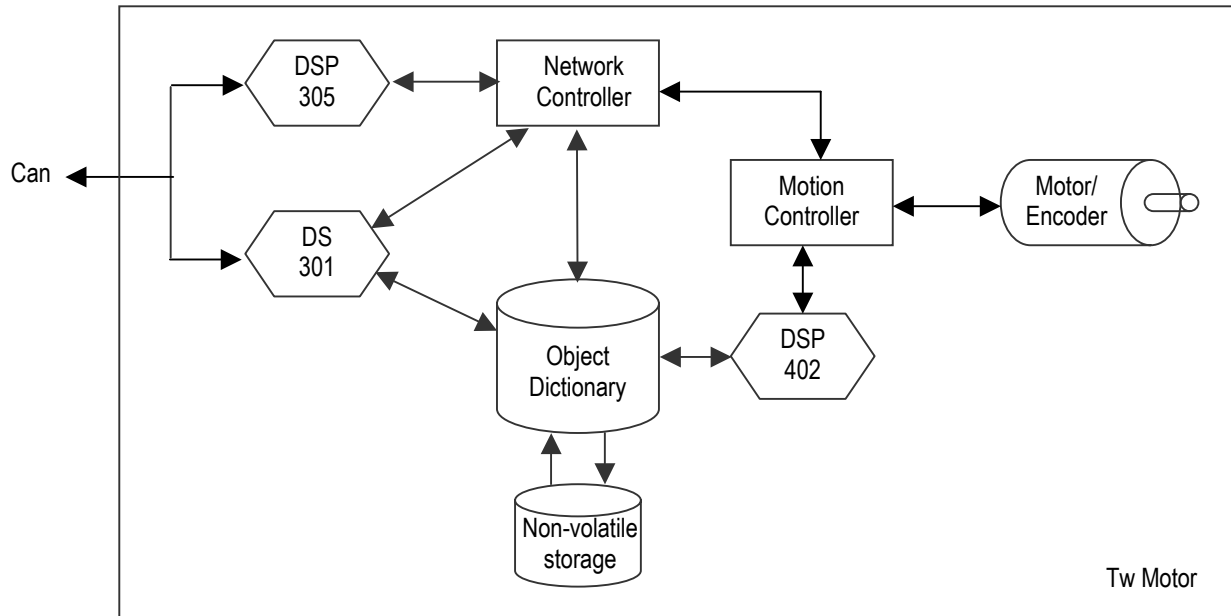 DSP
305
Network
Controller
Can
DS
301
Motion
Controller
Motor/
Encoder
Object
Dictionary
DSP
402
Non-volatile
storage
Tw Motor